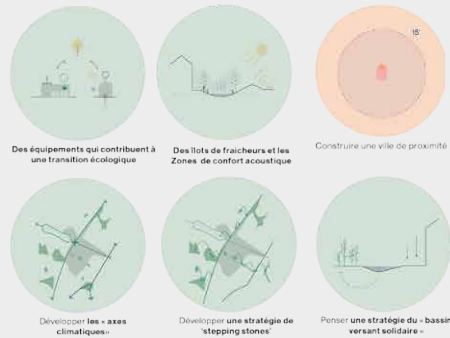 15'
Des équipements qui contribuent à
une transition écologique
Des îlots de fraicheurs et les
Zones de confort acoustique
Construire une ville de proximité
Développer les « axes
climatiques»
Développer une stratégie de
'stepping stones'
Penser une stratégie du « bassin
versant solidaire »